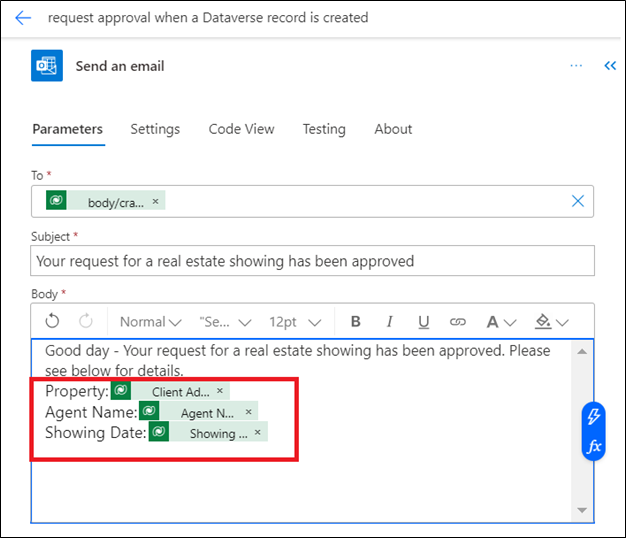 request approval when a Dataverse record is created
Send an email
Parameters Settings Code View Testing About
To *
body/cra... ×
Subject *
Your request for a real estate showing has been approved
Body *
Normal "Se... 12pt B I U A
Good day - Your request for a real estate showing has been approved. Please
see below for details.
Property: Client Ad... ×
Agent Name: Agent N... ×
Showing Date: Showing ... ×
fx